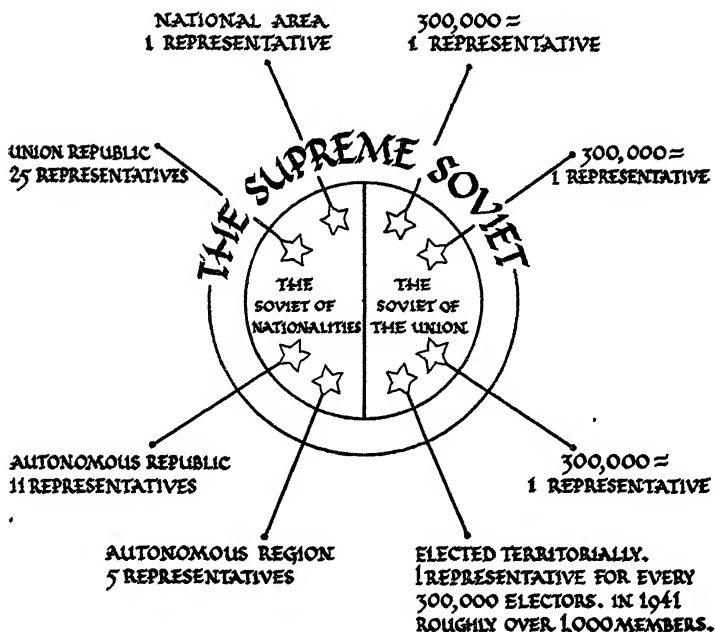 NATIONAL AREA
1 REPRESENTATIVE
300,000 =
1 REPRESENTATIVE
UNION REPUBLIC
25 REPRESENTATIVES
300,000 =
1 REPRESENTATIVE
THE SUPREME SOVIET
THE
SOVIET OF
NATIONALITIES
THE
SOVIET OF
THE UNION
AUTONOMOUS REPUBLIC
11 REPRESENTATIVES
300,000 =
1 REPRESENTATIVE
AUTONOMOUS REGION
5 REPRESENTATIVES
ELECTED TERRITORIALLY.
1 REPRESENTATIVE FOR EVERY
300,000 ELECTORS. IN 1941
ROUGHLY OVER 1,000 MEMBERS.